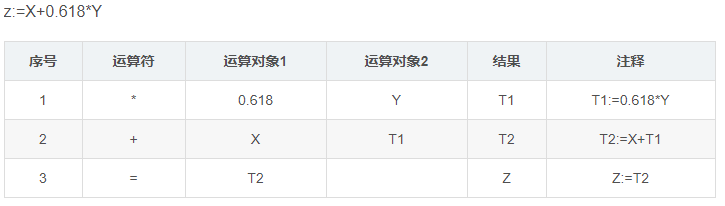 z:=X+0.618*Y
序号 运算符 运算对象1 运算对象2 结果 注释
1 * 0.618 Y T1 T1:=0.618*Y
2 + X T1 T2 T2:=X+T1
3 = T2 Z Z:=T2